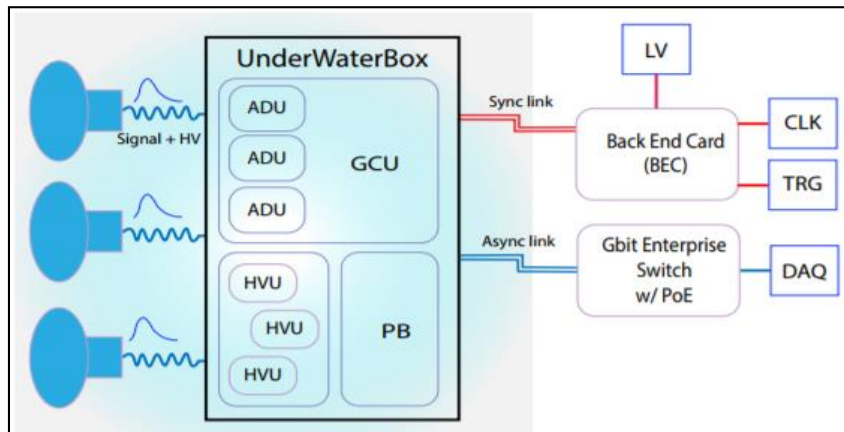 UnderWaterBox
LV
ADU
Sync link
CLK
Signal + HV
ADU
GCU
Back End Card
(BEC)
TRG
ADU
Async link
Gbit Enterprise
Switch
w/ PoE
DAQ
HVU
HVU
PB
HVU